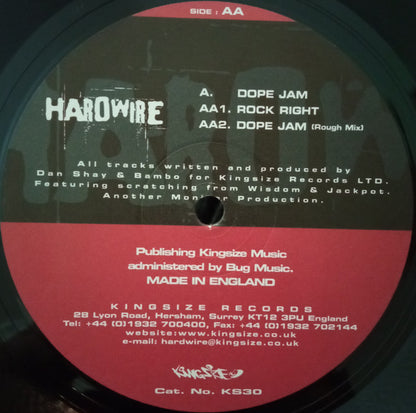 SIDE : AA
HARDWIRE
A. DOPE JAM
AA1. ROCK RIGHT
AA2. DOPE JAM (Rough Mix)
All tracks written and produced by
Dan Shay & Bambo for Kingsize Records LTD.
Featuring scratching from Wisdom & Jackpot.
Another Monster Production.
Publishing Kingsize Music
administered by Bug Music.
MADE IN ENGLAND
KINGSIZE RECORDS
28 Lyon Road, Hersham, Surrey KT12 3PU England
Tel: +44 (0)1932 700400, Fax: +44 (0)1932 702144
website:www.kingsize.co.uk
e-mail: hardwire@kingsize.co.uk
KINGSIZE
Cat. No. KS30